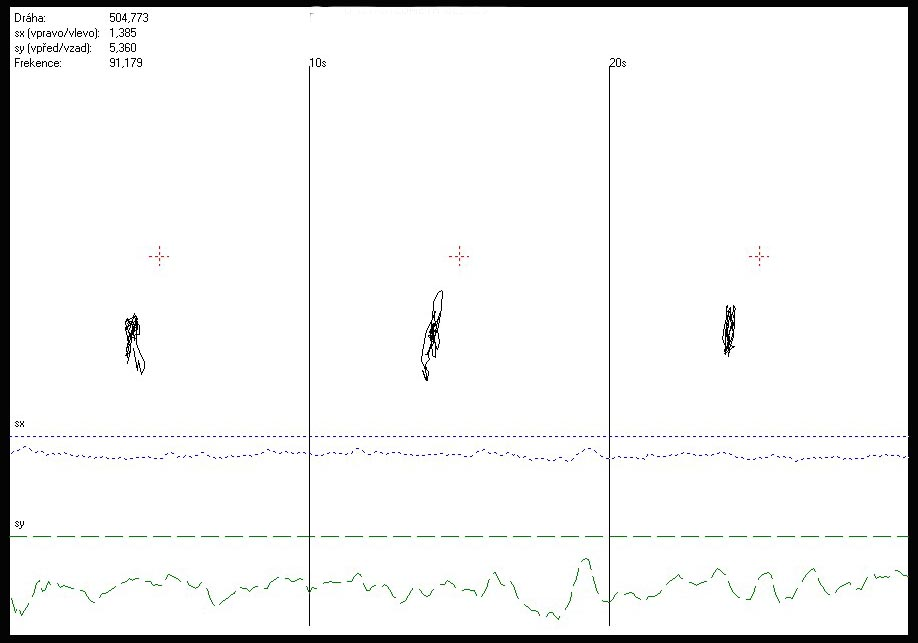 Dráha: 504,773
sx (vpravo/vlevo): 1,385
sy (vpřed/vzad): 5,360
Frekence: 91,179
10s
20s
sx
sy